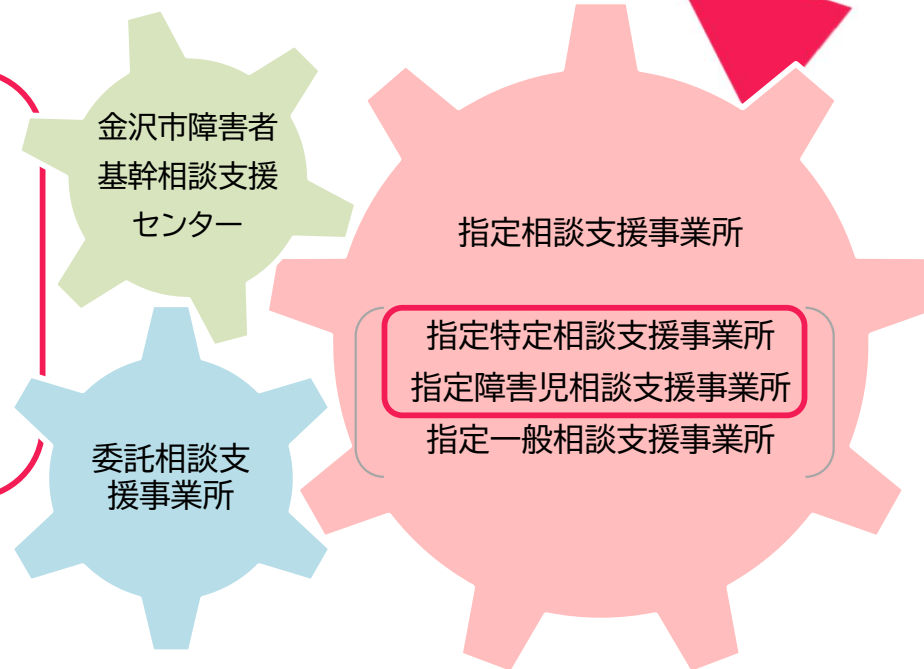 金沢市障害者
基幹相談支援
センター
指定相談支援事業所
指定特定相談支援事業所
指定障害児相談支援事業所
指定一般相談支援事業所
委託相談支
援事業所